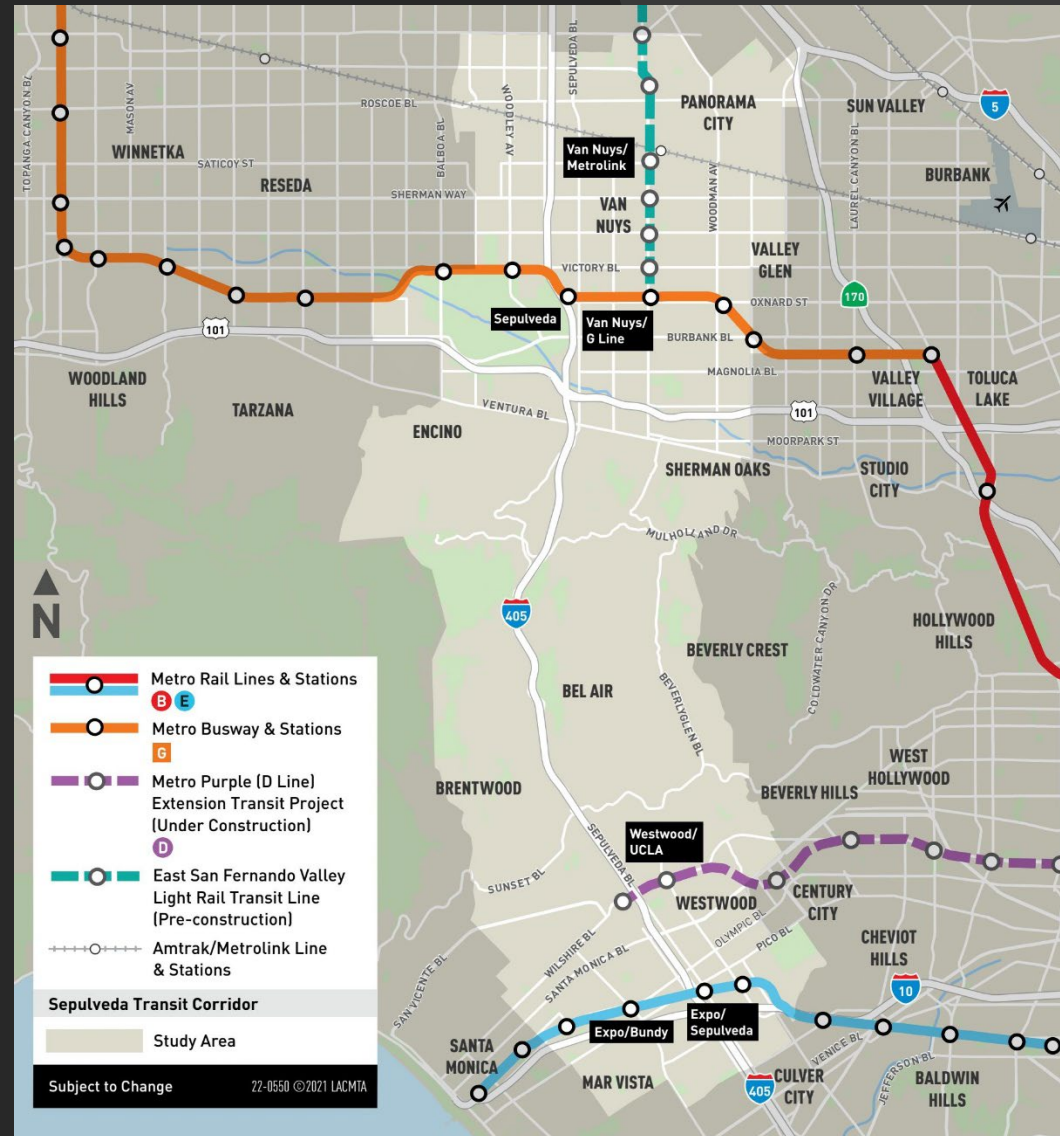 SEPULVEDA BL
TOPANGA CANYON BL
MASON AV
ROSCOE BL
BALBOA BL
WOODLEY AV
PANORAMA
CITY
SUN VALLEY
5
WINNETKA
SATICOY ST
RESEDA
SHERMAN WAY
Van Nuys/
Metrolink
WOODMAN AV
LAUREL CANYON BL
BURBANK
VAN
NUYS
VALLEY
GLEN
VICTORY BL
OXNARD ST
170
Sepulveda
Van Nuys/
G Line
BURBANK BL
101
MAGNOLIA BL
WOODLAND
HILLS
TARZANA
VENTURA BL
ENCINO
101
VALLEY
VILLAGE
TOLUCA
LAKE
MOORPARK ST
SHERMAN OAKS
STUDIO
CITY
MULHOLLAND DR
N
405
COLDWATER CANYON DR
HOLLYWOOD
HILLS
BEVERLY CREST
BEL AIR
BEVERLY GLEN BL
BRENTWOOD
WEST
HOLLYWOOD
BEVERLY HILLS
SEPULVEDA BL
Westwood/
UCLA
SUNSET BL
WESTWOOD
CENTURY
CITY
OLYMPIC BL
PICO BL
WILSHIRE BL
SANTA MONICA BL
CHEVIOT
HILLS
10
SAN VICENTE BL
Expo/Bundy
Expo/
Sepulveda
SANTA
MONICA
MAR VISTA
405
CULVER
CITY
VENICE BL
JEFFERSON BL
BALDWIN
HILLS
Metro Rail Lines & Stations
B E
Metro Busway & Stations
G
Metro Purple (D Line)
Extension Transit Project
(Under Construction)
D
East San Fernando Valley
Light Rail Transit Line
(Pre-construction)
Amtrak/Metrolink Line
& Stations
Sepulveda Transit Corridor
Study Area
Subject to Change 22-0550 ©2021 LACMTA